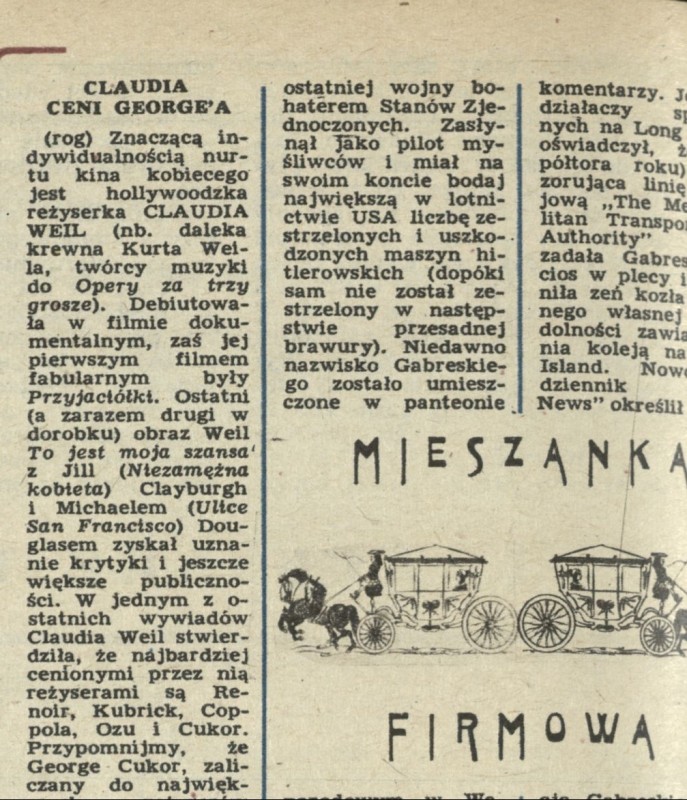 CLAUDIA
CENI GEORGE'A
(rog) Znaczącą in-
dywidualnością nur-
tu kina kobiecego
jest hollywoodzka
reżyserka CLAUDIA
WEIL (nb. daleka
krewna Kurta Wei-
la, twórcy muzyki
do Opery za trzy
grosze). Debiutowa-
ła w filmie doku-
mentalnym, zaś jej
pierwszym filmem
fabularnym były
Przyjaciółki. Ostatni
(a zarazem drugi w
dorobku) obraz Weil
To jest moja szansa
z Jill (Niezamężna
kobieta) Clayburgh
i Michaelem (Ulice
San Francisco) Dou-
glasem zyskał uzna-
nie krytyki i jeszcze
większe publiczno-
ści. W jednym z o-
statnich wywiadów
Claudia Weil stwier-
dziła, że najbardziej
cenionymi przez nią
reżyserami są Re-
noir, Kubrick, Cop-
pola, Ozu i Cukor.
Przypomnijmy, że
George Cukor, zali-
czany do najwięk-
ostatniej wojny bo-
haterem Stanów Zje-
dnoczonych. Zasły-
nął jako pilot my-
śliwców i miał na
swoim koncie bodaj
największą w lotni-
ctwie USA liczbę ze-
strzelonych i uszko-
dzonych maszyn hi-
tlerowskich (dopóki
sam nie został ze-
strzelony w następ-
stwie przesadnej
brawury). Niedawno
nazwisko Gabreskie-
go zostało umiesz-
czone w panteonie
komentarzy.
działaczy
nych na Long
oświadczył,
półtora roku)
zorująca linię
jową „The
litan
Authority"
zadała
cios w plecy i
niła zeń kozła
nego własnej
dolności
nia koleją na
Island.
dziennik
News" określił
MIESZANKA
FIRMOWA